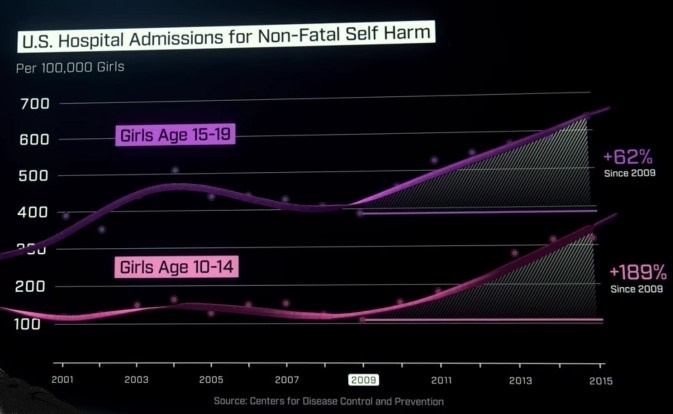 U.S. Hospital Admissions for Non-Fatal Self Harm
Per 100,000 Girls
700
600
Girls Age 15-19
+62%
Since 2009
500
400
300
Girls Age 10-14
+189%
Since 2009
200
100
2001
2003
2005
2007
2009
2011
2013
2015
Source: Centers for Disease Control and Prevention